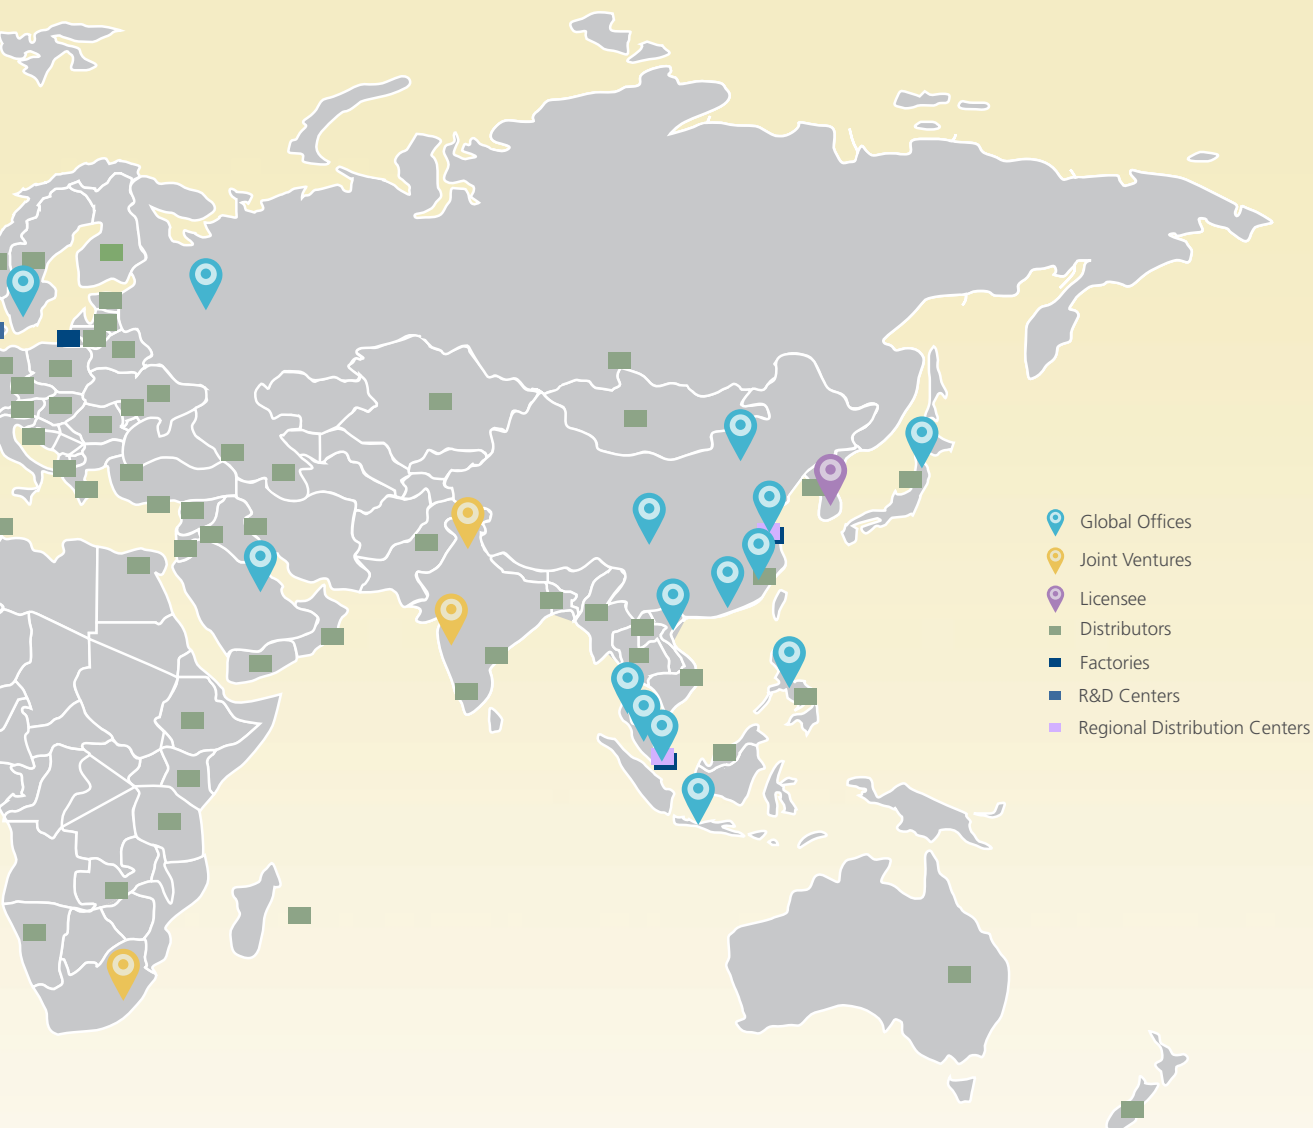 Global Offices
Joint Ventures
Licensee
Distributors
Factories
R&D Centers
Regional Distribution Centers